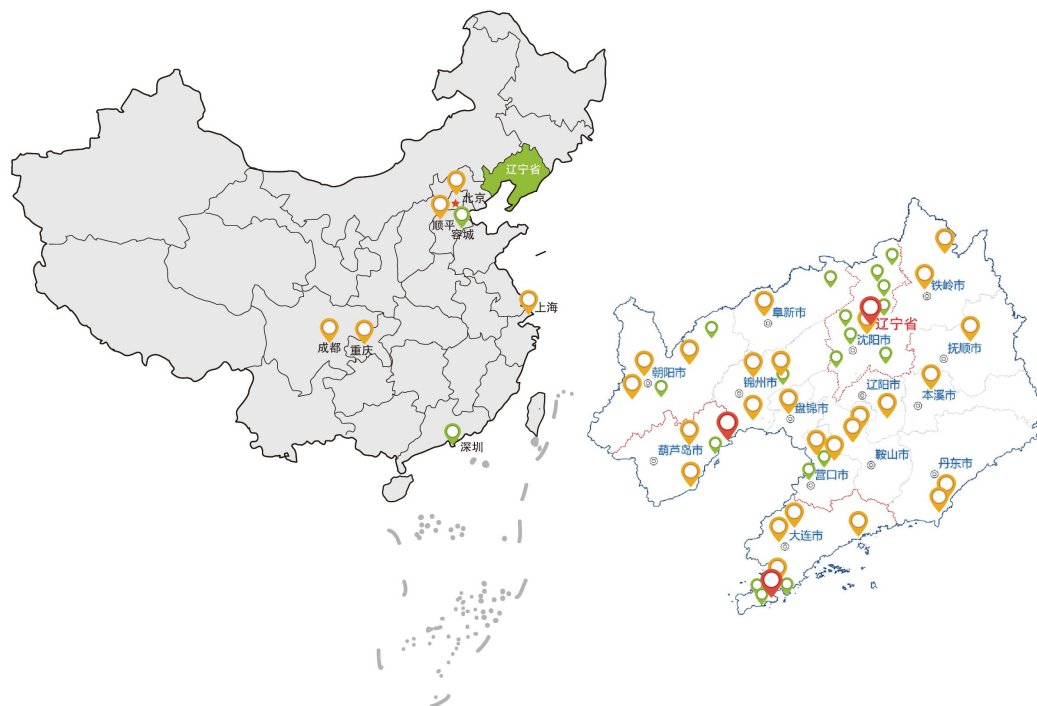 辽宁省
北京
顺平
容城
上海
成都
重庆
深圳
铁岭市
阜新市
辽宁省
沈阳市
抚顺市
朝阳市
锦州市
辽阳市
本溪市
盘锦市
葫芦岛市
鞍山市
丹东市
营口市
大连市